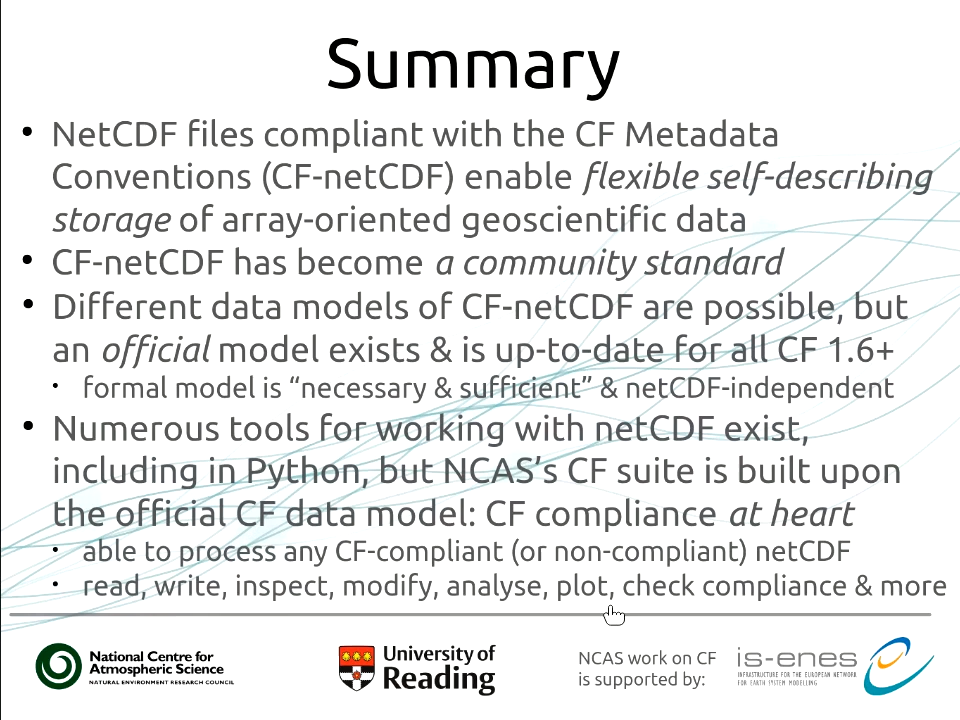 Summary
• NetCDF files compliant with the CF Metadata
Conventions (CF-netCDF) enable flexible self-describing
storage of array-oriented geoscientific data
• CF-netCDF has become a community standard
• Different data models of CF-netCDF are possible, but
an official model exists & is up-to-date for all CF 1.6+
• formal model is “necessary & sufficient” & netCDF-independent
• Numerous tools for working with netCDF exist,
including in Python, but NCAS’s CF suite is built upon
the official CF data model: CF compliance at heart
• able to process any CF-compliant (or non-compliant) netCDF
• read, write, inspect, modify, analyse, plot, check compliance & more
National Centre for
Atmospheric Science
NATURAL ENVIRONMENT RESEARCH COUNCIL
University of
Reading
NCAS work on CF
is supported by:
is-enes
INFRASTRUCTURE FOR THE EUROPEAN NETWORK
FOR EARTH SYSTEM MODELLING